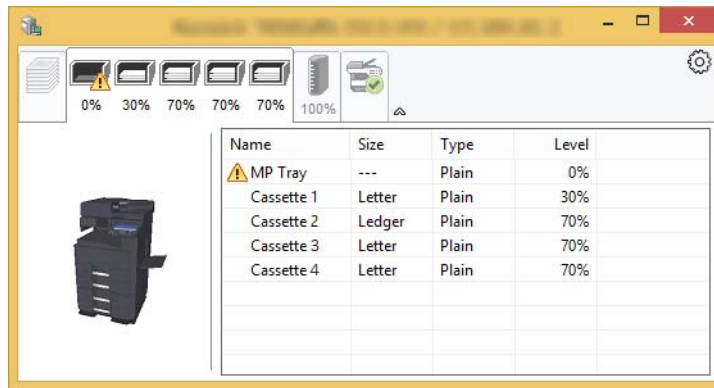 0% 30% 70% 70% 70% 100%
Name Size Type Level
MP Tray --- Plain 0%
Cassette 1 Letter Plain 30%
Cassette 2 Ledger Plain 70%
Cassette 3 Letter Plain 70%
Cassette 4 Letter Plain 70%